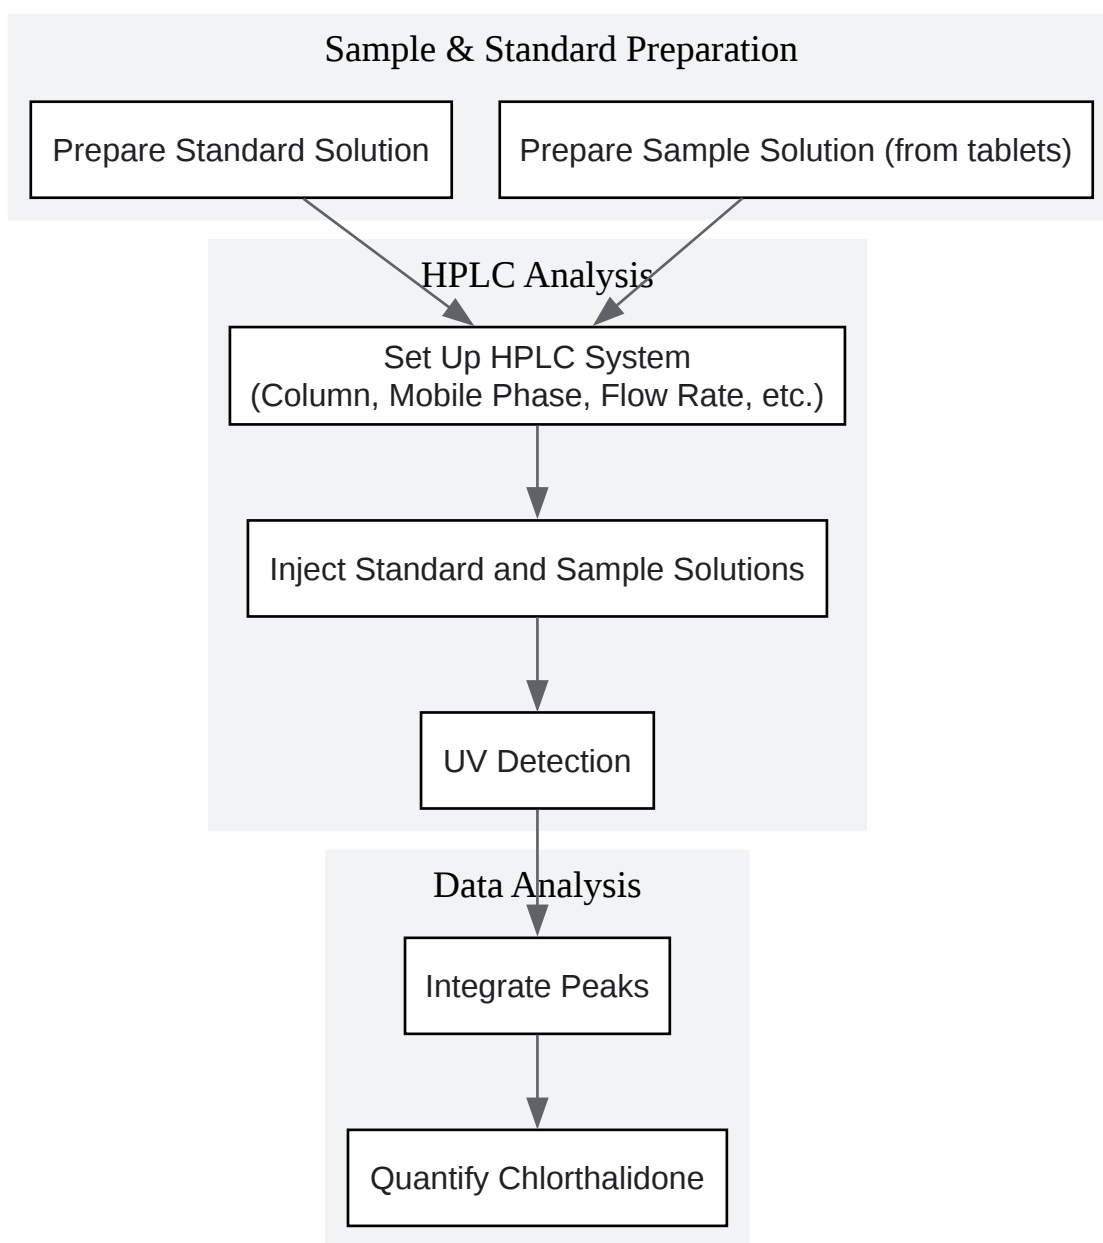 Sample & Standard Preparation
Prepare Standard Solution
Prepare Sample Solution (from tablets)
HPLC Analysis
Set Up HPLC System
(Column, Mobile Phase, Flow Rate, etc.)
Inject Standard and Sample Solutions
UV Detection
Data Analysis
Integrate Peaks
Quantify Chlorthalidone